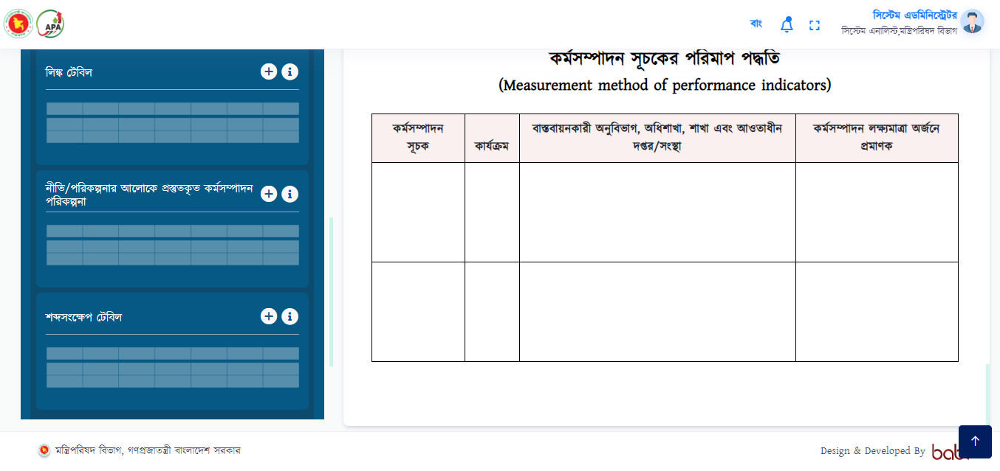 APA
বাং
সিস্টেম এডমিনিস্ট্রেটর
সিস্টেম এনালিস্ট,মন্ত্রিপরিষদ বিভাগ
লিঙ্ক টেবিল
নীতি/পরিকল্পনার আলোকে প্রস্তুতকৃত কর্মসম্পাদন
পরিকল্পনা
শব্দসংক্ষেপ টেবিল
কর্মসম্পাদন সূচকের পরিমাপ পদ্ধতি
(Measurement method of performance indicators)
কর্মসম্পাদন
সূচক
কার্যক্রম
বাস্তবায়নকারী অনুবিভাগ, অধিশাখা, শাখা এবং আওতাধীন
দপ্তর/সংস্থা
কর্মসম্পাদন লক্ষ্যমাত্রা অর্জনে
প্রমাণক
মন্ত্রিপরিষদ বিভাগ, গণপ্রজাতন্ত্রী বাংলাদেশ সরকার
Design & Developed By